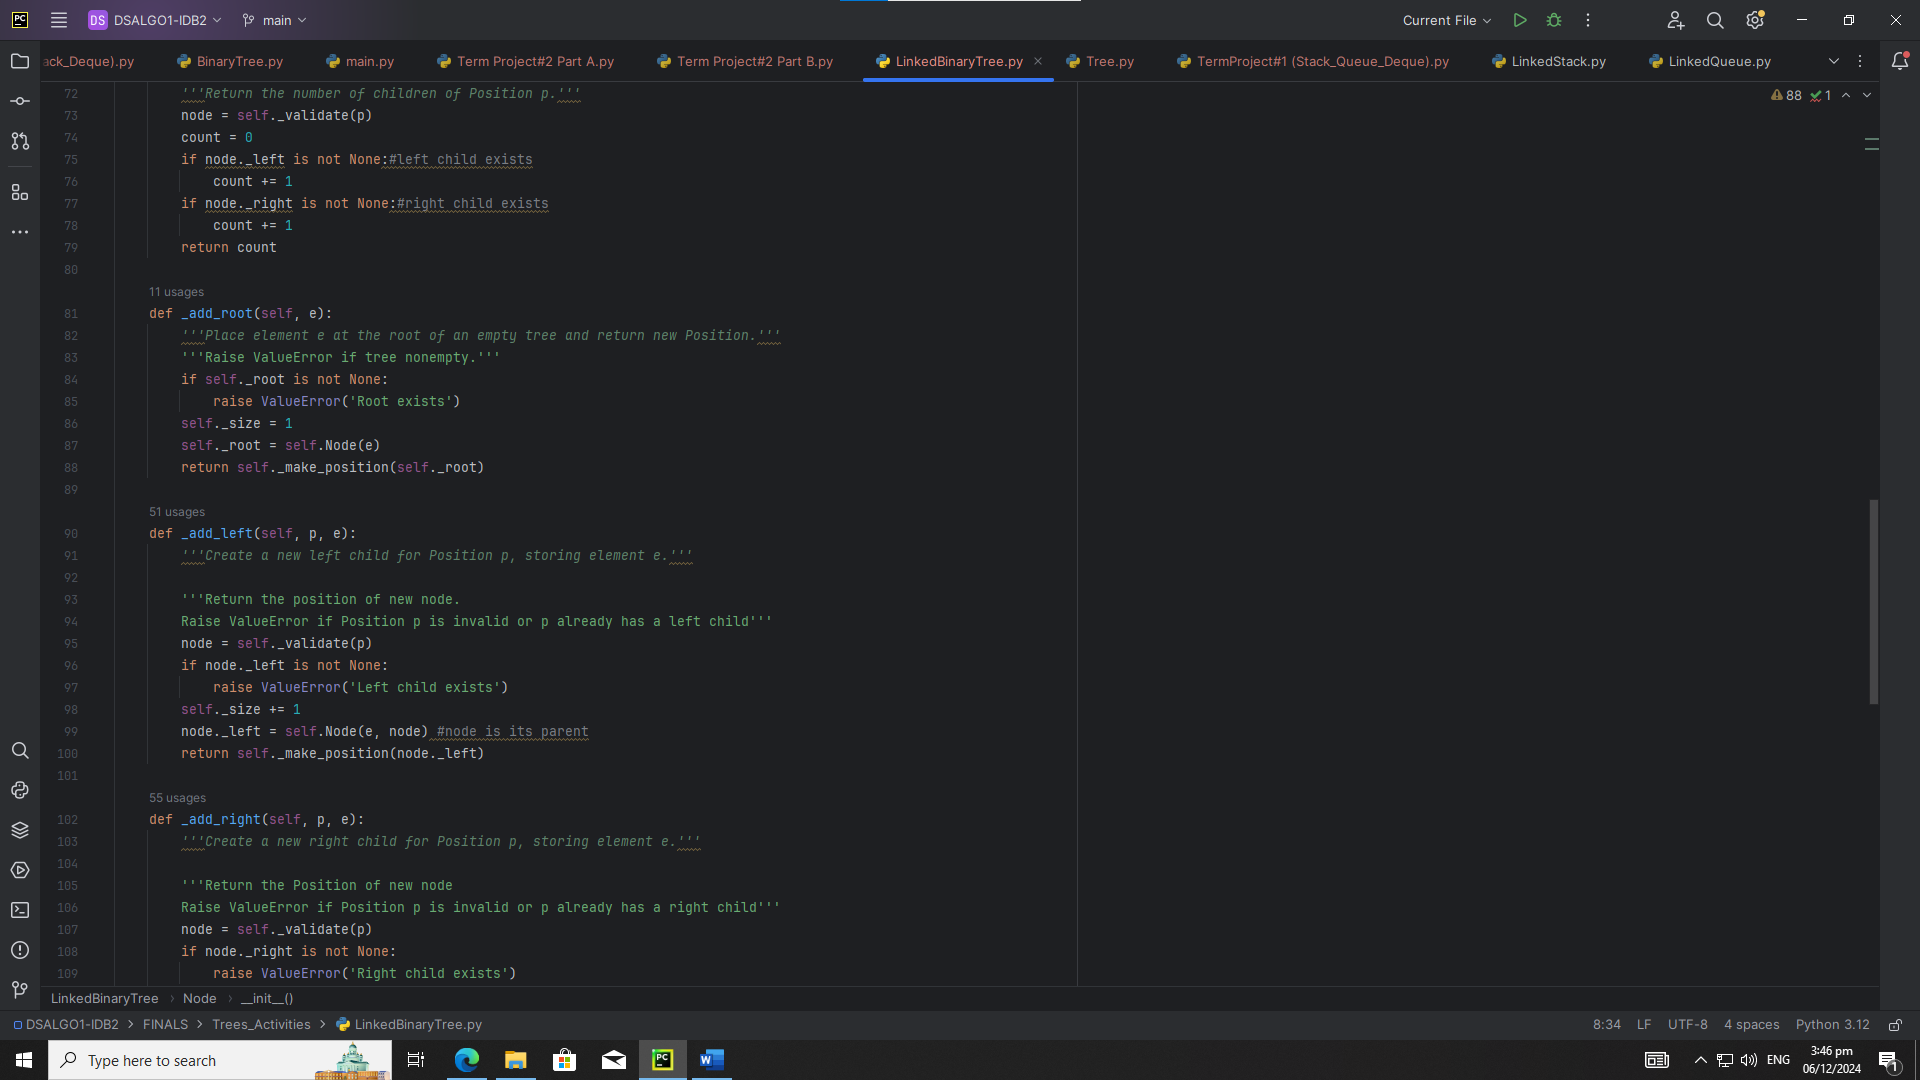 PC DS DSALGO1-IDB2 main Current File
ack_Deque).py BinaryTree.py main.py Term Project#2 Part A.py Term Project#2 Part B.py LinkedBinaryTree.py Tree.py TermProject#1 (Stack_Queue_Deque).py LinkedStack.py LinkedQueue.py
88 1
72 '''Return the number of children of Position p.'''
73 node = self._validate(p)
74 count = 0
75 if node._left is not None:#left child exists
76 count += 1
77 if node._right is not None:#right child exists
78 count += 1
79 return count
80
11 usages
81 def _add_root(self, e):
82 '''Place element e at the root of an empty tree and return new Position.'''
83 '''Raise ValueError if tree nonempty.'''
84 if self._root is not None:
85 raise ValueError('Root exists')
86 self._size = 1
87 self._root = self.Node(e)
88 return self._make_position(self._root)
89
51 usages
90 def _add_left(self, p, e):
91 '''Create a new left child for Position p, storing element e.'''
92
93 '''Return the position of new node.
94 Raise ValueError if Position p is invalid or p already has a left child'''
95 node = self._validate(p)
96 if node._left is not None:
97 raise ValueError('Left child exists')
98 self._size += 1
99 node._left = self.Node(e, node) #node is its parent
100 return self._make_position(node._left)
101
55 usages
102 def _add_right(self, p, e):
103 '''Create a new right child for Position p, storing element e.'''
104
105 '''Return the Position of new node
106 Raise ValueError if Position p is invalid or p already has a right child'''
107 node = self._validate(p)
108 if node._right is not None:
109 raise ValueError('Right child exists')
LinkedBinaryTree › Node › __init__()
DSALGO1-IDB2 › FINALS › Trees_Activities › LinkedBinaryTree.py 8:34 LF UTF-8 4 spaces Python 3.12
Type here to search PC W ENG 3:46 pm
06/12/2024 1